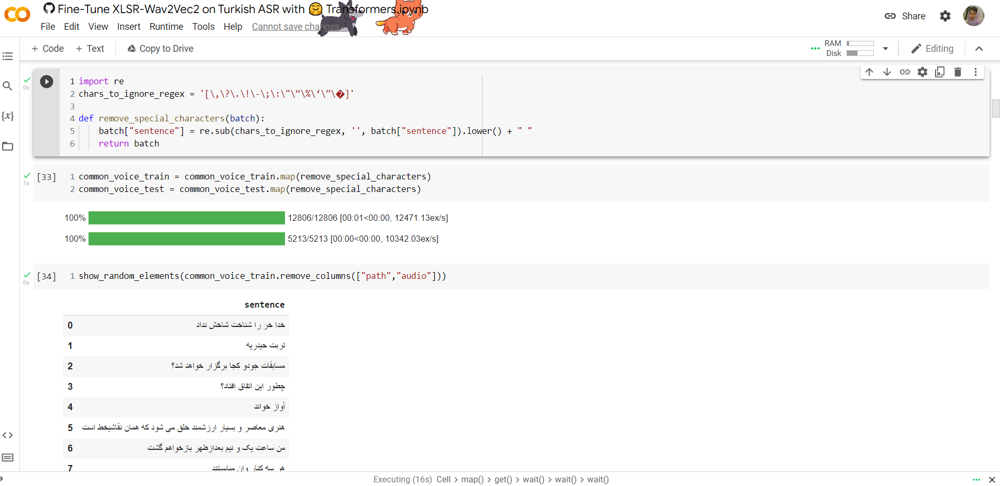 Fine-Tune XLSR-Wav2Vec2 on Turkish ASR with 🤗 Transformers.ipynb
File Edit View Insert Runtime Tools Help Cannot save changes
Share
+ Code + Text Copy to Drive
RAM
Disk
Editing
0s
1 import re
2 chars_to_ignore_regex = '[\,\?\.\!\-\;\:\"\“\%\‘\”\�]'
3
4 def remove_special_characters(batch):
5 batch["sentence"] = re.sub(chars_to_ignore_regex, '', batch["sentence"]).lower() + " "
6 return batch
1s
[33] 1 common_voice_train = common_voice_train.map(remove_special_characters)
2 common_voice_test = common_voice_test.map(remove_special_characters)
100% 12806/12806 [00:01<00:00, 12471.13ex/s]
100% 5213/5213 [00:00<00:00, 10342.03ex/s]
0s
[34] 1 show_random_elements(common_voice_train.remove_columns(["path","audio"]))
sentence
0 خدا خر را شناخت شاخش نداد
1 تربت حیدریه
2 مسابقات جودو کجا برگزار خواهد شد؟
3 چطور این اتفاق افتاد؟
4 آواز خواند
5 هنری معاصر و بسیار ارزشمند خلق می شود که همان نقاشیخط است
6 من ساعت یک و نیم بعدازظهر بازخواهم گشت
7 هر سه کنار وان میایستند
Executing (16s) Cell > map() > get() > wait() > wait() > wait()
{x}